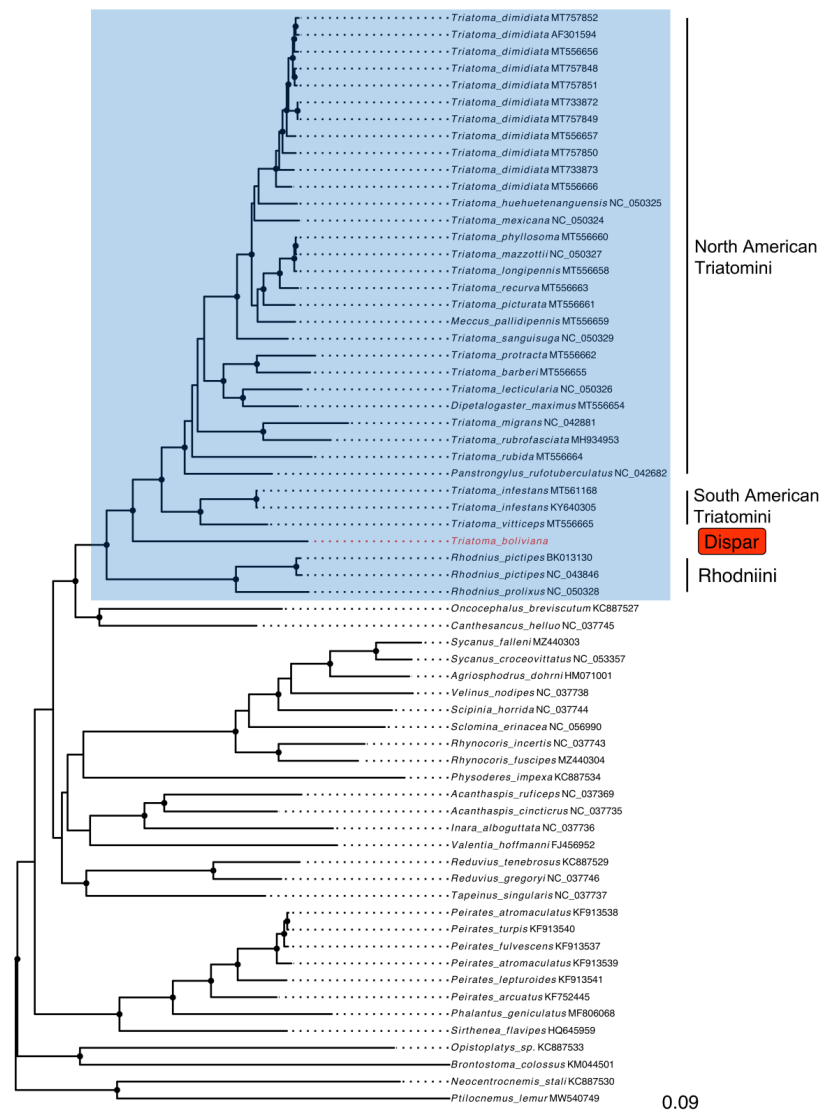 Triatoma_dimidiata MT757852
Triatoma_dimidiata AF301594
Triatoma_dimidiata MT556656
Triatoma_dimidiata MT757848
Triatoma_dimidiata MT757851
Triatoma_dimidiata MT733872
Triatoma_dimidiata MT757849
Triatoma_dimidiata MT556657
Triatoma_dimidiata MT757850
Triatoma_dimidiata MT733873
Triatoma_dimidiata MT556666
Triatoma_huehuetenanguensis NC_050325
Triatoma_mexicana NC_050324
Triatoma_phyllosoma MT556660
Triatoma_mazzottii NC_050327
Triatoma_longipennis MT556658
Triatoma_recurva MT556663
Triatoma_picturata MT556661
Meccus_pallidipennis MT556659
Triatoma_sanguisuga NC_050329
Triatoma_protracta MT556662
Triatoma_barberi MT556655
Triatoma_lecticularia NC_050326
Dipetalogaster_maximus MT556654
Triatoma_migrans NC_042881
Triatoma_rubrofasciata MH934953
Triatoma_rubida MT556664
Panstrongylus_rufotuberculatus NC_042682
North American
Triatomini
Triatoma_infestans MT561168
Triatoma_infestans KY640305
Triatoma_vitticeps MT556665
South American
Triatomini
Triatoma_boliviana
Dispar
Rhodnius_pictipes BK013130
Rhodnius_pictipes NC_043846
Rhodnius_prolixus NC_050328
Rhodniini
Oncocephalus_breviscutum KC887527
Canthesancus_helluo NC_037745
Sycanus_falleni MZ440303
Sycanus_croceovittatus NC_053357
Agriosphodrus_dohrni HM071001
Velinus_nodipes NC_037738
Scipinia_horrida NC_037744
Sclomina_erinacea NC_056990
Rhynocoris_incertis NC_037743
Rhynocoris_fuscipes MZ440304
Physoderes_impexa KC887534
Acanthaspis_ruficeps NC_037369
Acanthaspis_cincticrus NC_037735
Inara_alboguttata NC_037736
Valentia_hoffmanni FJ456952
Reduvius_tenebrosus KC887529
Reduvius_gregoryi NC_037746
Tapeinus_singularis NC_037737
Peirates_atromaculatus KF913538
Peirates_turpis KF913540
Peirates_fulvescens KF913537
Peirates_atromaculatus KF913539
Peirates_lepturoides KF913541
Peirates_arcuatus KF752445
Phalantus_geniculatus MF806068
Sirthenea_flavipes HQ645959
Opistoplatys_sp. KC887533
Brontostoma_colossus KM044501
Neocentrocnemis_stali KC887530
Ptilocnemus_lemur MW540749
0.09